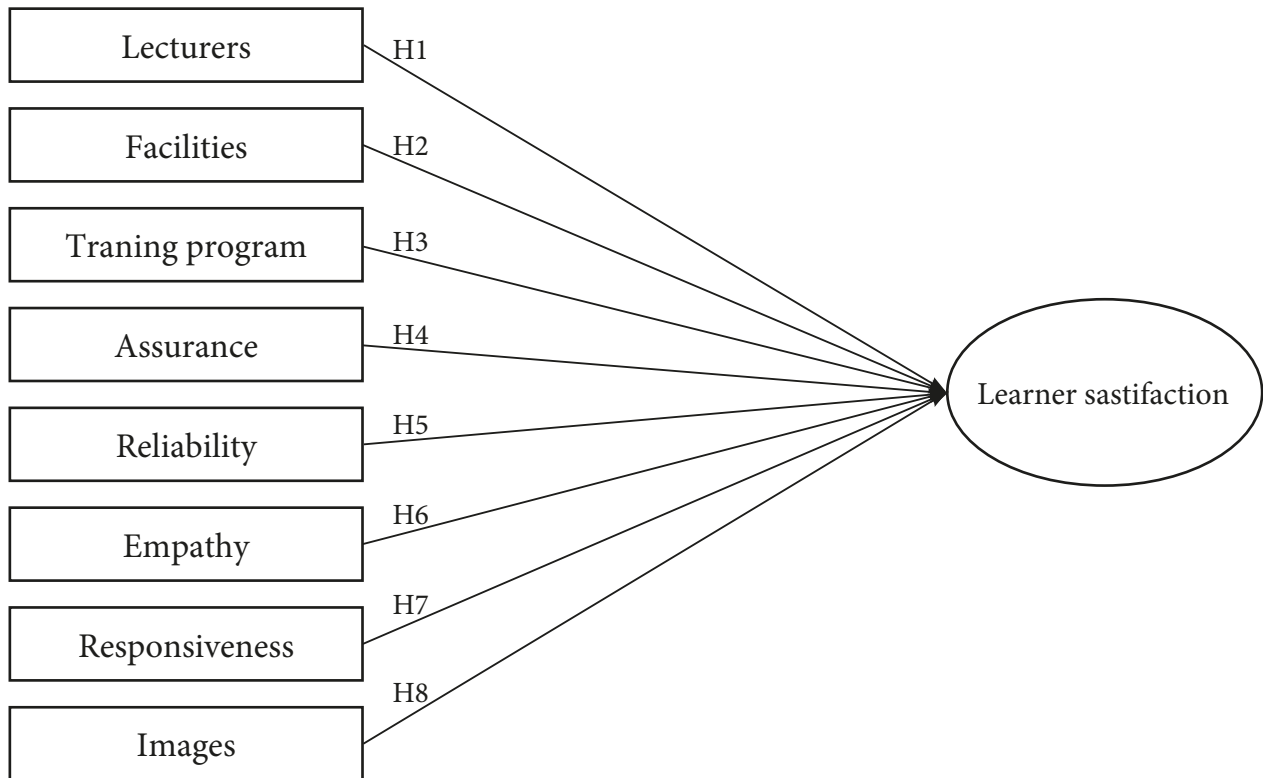 Lecturers
H1
Facilities
H2
Traning program
H3
Assurance
H4
Reliability
H5
Empathy
H6
Responsiveness
H7
Images
H8
Learner sastifaction